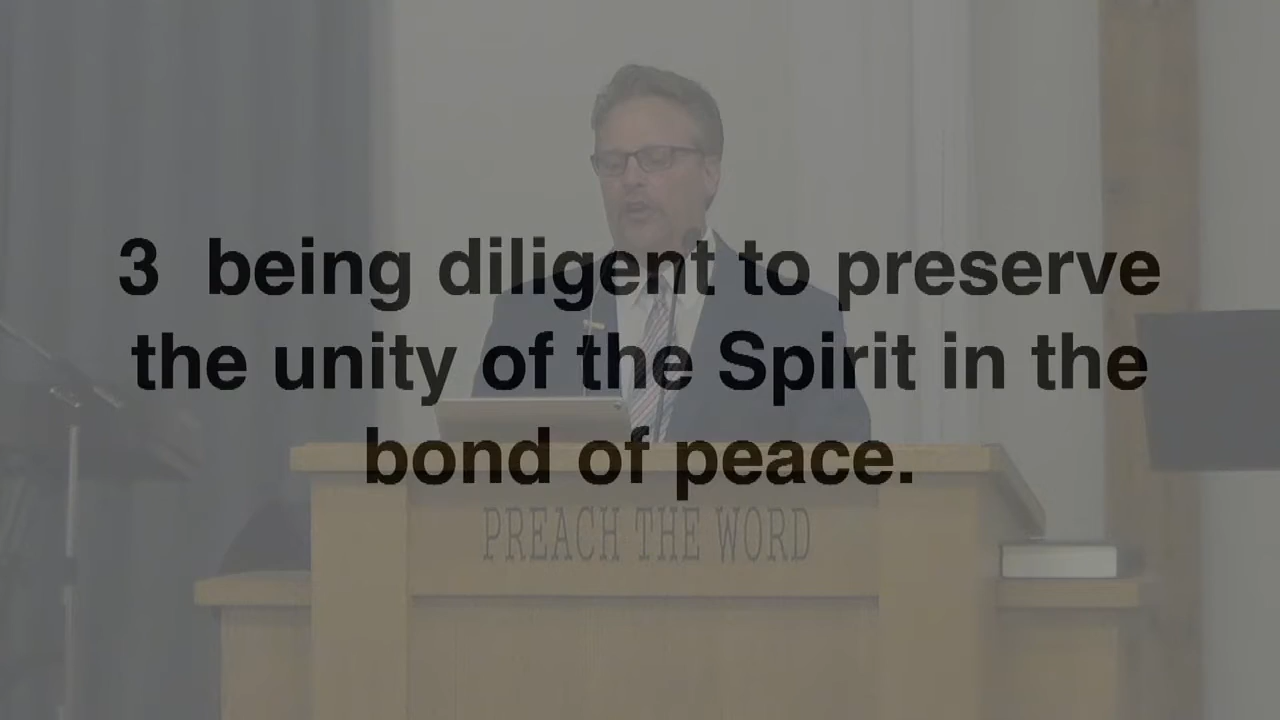 3  being diligent to preserve
the unity of the Spirit in the
bond of peace.
PREACH THE WORD